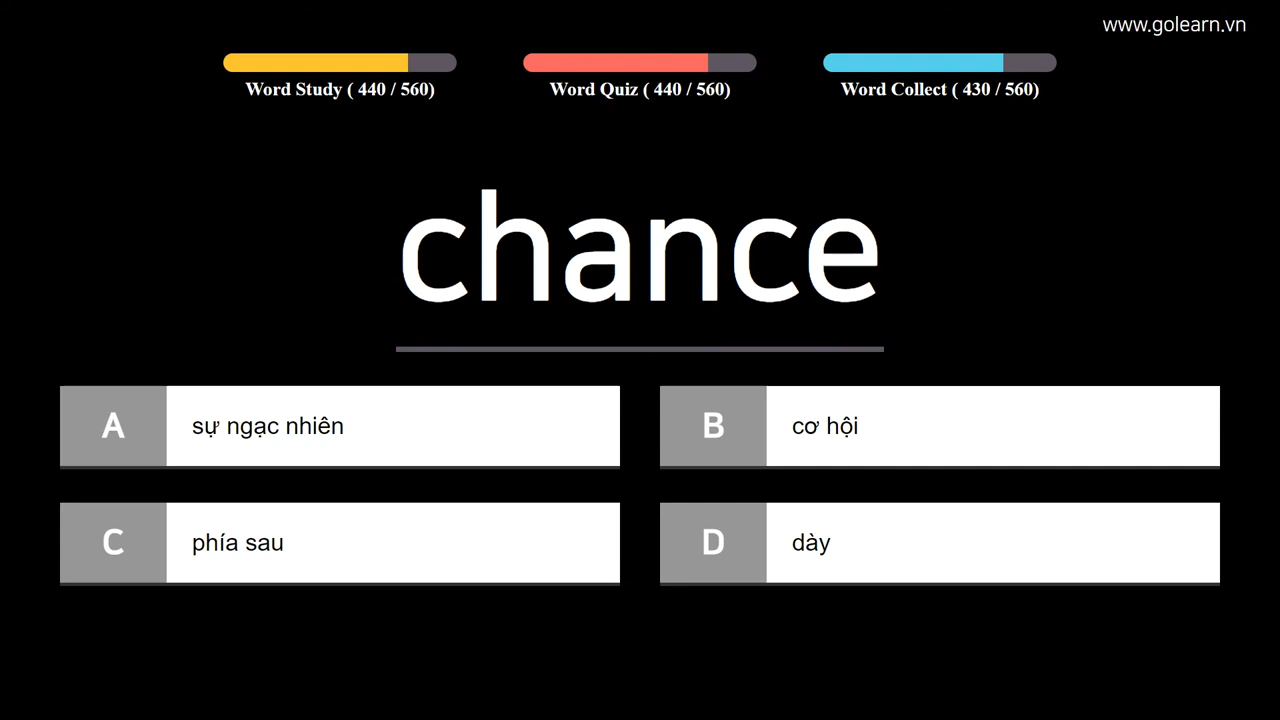 www.golearn.vn
Word Study ( 440 / 560)
Word Quiz ( 440 / 560)
Word Collect ( 430 / 560)
chance
A sự ngạc nhiên
B cơ hội
C phía sau
D dày